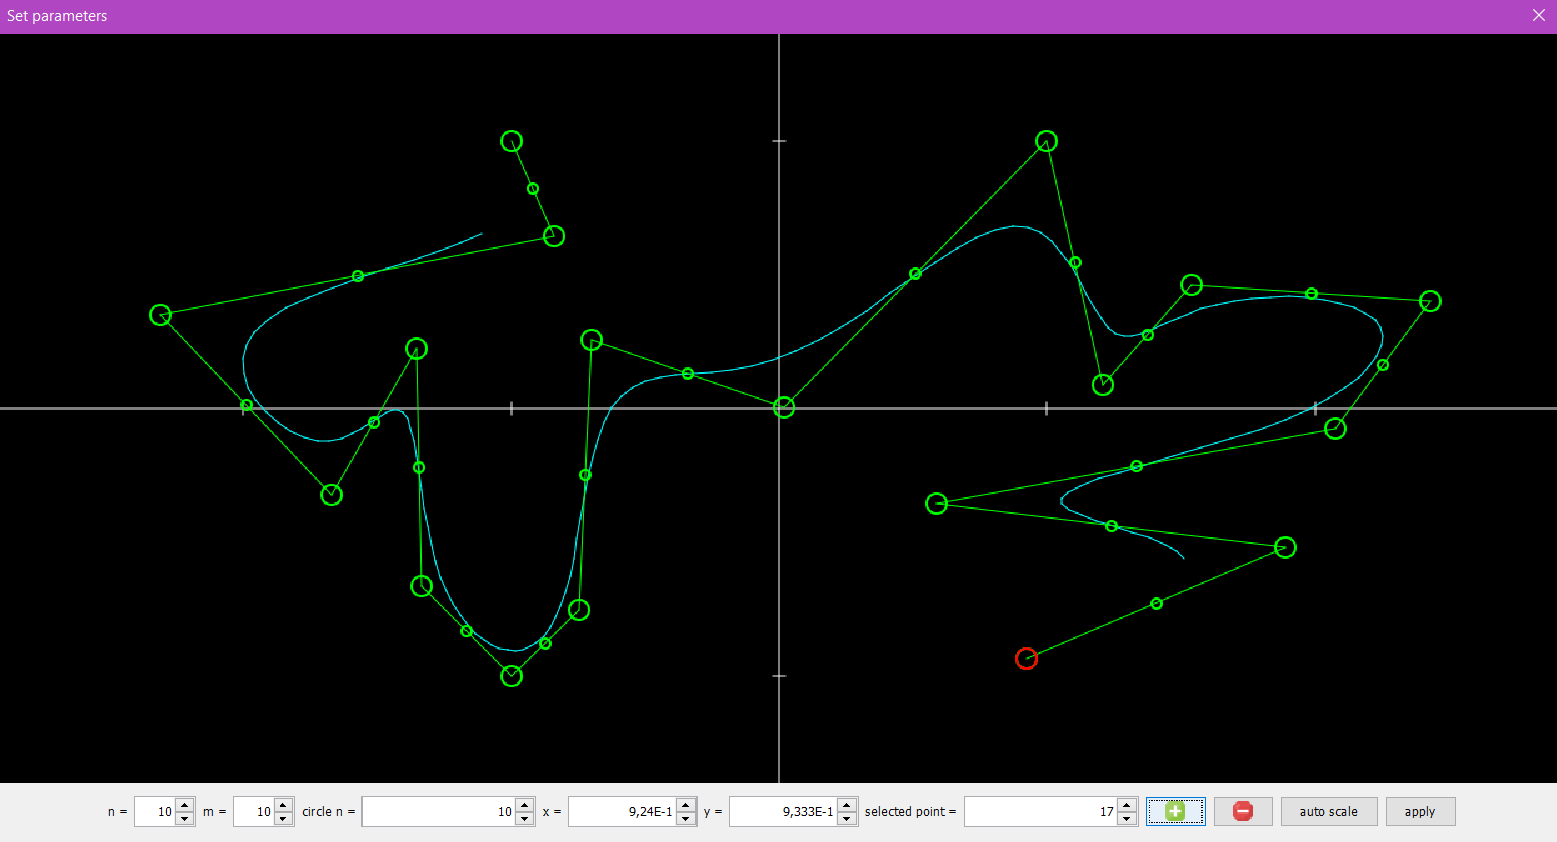 Set parameters
n = 10 m = 10 circle n = 10 x = 9,24E-1 y = 9,333E-1 selected point = 17 auto scale apply